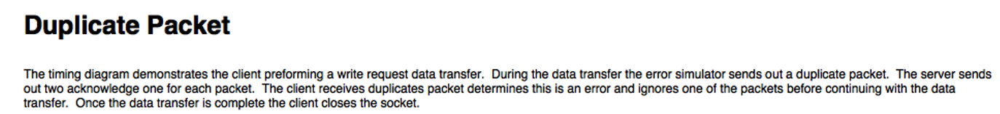 Duplicate Packet
The timing diagram demonstrates the client preforming a write request data transfer.  During the data transfer the error simulator sends out a duplicate packet.  The server sends
out two acknowledge one for each packet.  The client receives duplicates packet determines this is an error and ignores one of the packets before continuing with the data
transfer.  Once the data transfer is complete the client closes the socket.